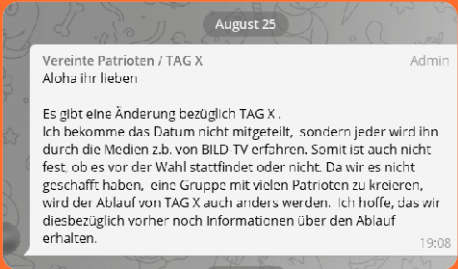 August 25
Vereinte Patrioten / TAG X Admin
Aloha ihr lieben
Es gibt eine Änderung bezüglich TAG X .
Ich bekomme das Datum nicht mitgeteilt, sondern jeder wird ihn
durch die Medien z.b. von BILD TV erfahren. Somit ist auch nicht
fest, ob es vor der Wahl stattfindet oder nicht. Da wir es nicht
geschafft haben, eine Gruppe mit vielen Patrioten zu kreieren,
wird der Ablauf von TAG X auch anders werden. Ich hoffe, das wir
diesbezüglich vorher noch Informationen über den Ablauf
erhalten.
19:08